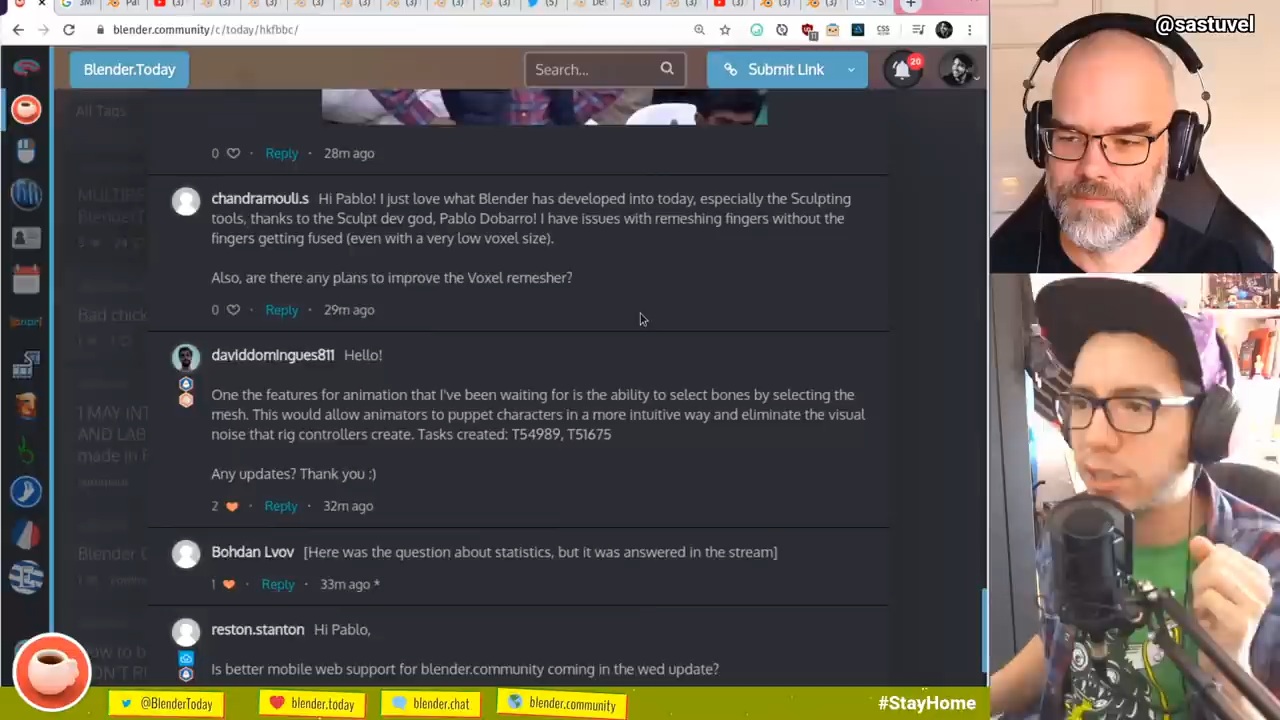 blender.community/c/today/hkfbbc/
Blender.Today
Search...
Submit Link
20
@sastuvel
All Tags
0 · Reply · 28m ago
chandramouli.s Hi Pablo! I just love what Blender has developed into today, especially the Sculpting
tools, thanks to the Sculpt dev god, Pablo Dobarro! I have issues with remeshing fingers without the
fingers getting fused (even with a very low voxel size).
Also, are there any plans to improve the Voxel remesher?
0 · Reply · 29m ago
daviddomingues811 Hello!
One the features for animation that I've been waiting for is the ability to select bones by selecting the
mesh. This would allow animators to puppet characters in a more intuitive way and eliminate the visual
noise that rig controllers create. Tasks created: T54989, T51675
Any updates? Thank you :)
2 · Reply · 32m ago
Bohdan Lvov [Here was the question about statistics, but it was answered in the stream]
1 · Reply · 33m ago *
reston.stanton Hi Pablo,
Is better mobile web support for blender.community coming in the wed update?
@BlenderToday
blender.today
blender.chat
blender.community
#StayHome